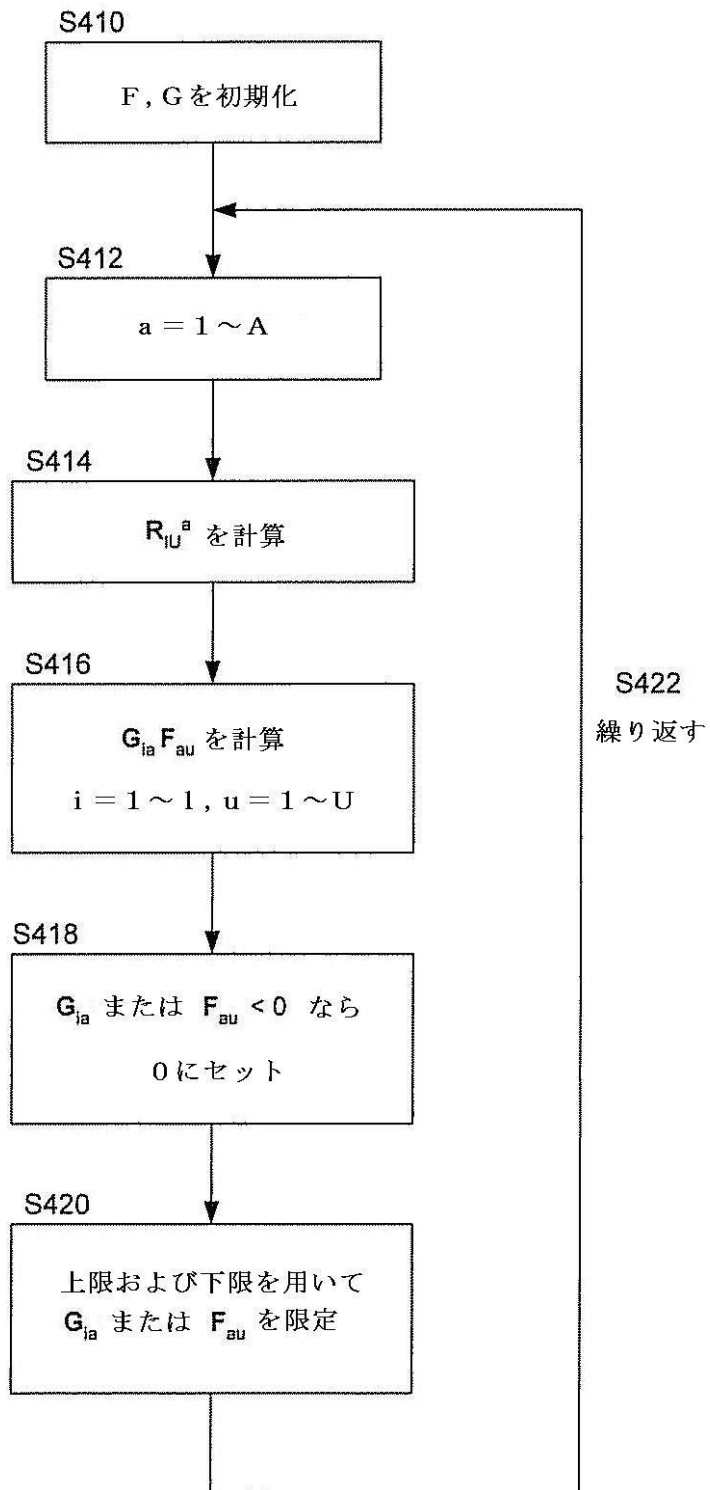 S410
F, Gを初期化
S412
a = 1～A
S414
R_IU^a を計算
S416
G_ia F_au を計算
i = 1～1, u = 1～U
S422
繰り返す
S418
G_ia または F_au <0 なら
0にセット
S420
上限および下限を用いて
G_ia または F_au を限定